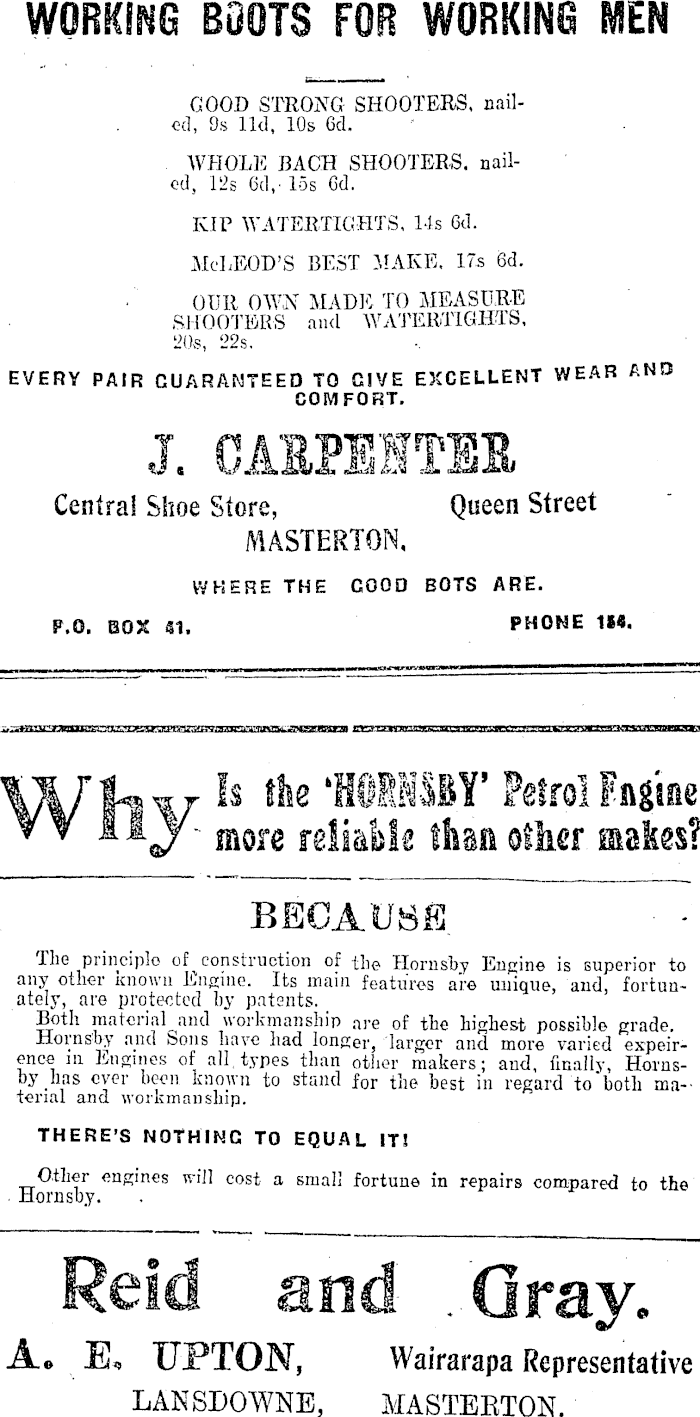 WORKING BOOTS FOR WORKING MEN
GOOD STRONG SHOOTERS, nail-
ed, 9s 11d, 10s 6d.
WHOLE BACH SHOOTERS, nail-
ed, 12s 6d, 15s 6d.
KIP WATERTIGHTS, 14s 6d.
McLEOD'S BEST MAKE, 17s 6d.
OUR OWN MADE TO MEASURE
SHOOTERS and WATERTIGHTS,
20s, 22s.
EVERY PAIR GUARANTEED TO GIVE EXCELLENT WEAR AND
COMFORT.
J. CARPENTER
Central Shoe Store, Queen Street
MASTERTON.
WHERE THE GOOD BOTS ARE.
P.O. BOX 41. PHONE 154.
Why Is the 'HORNSBY' Petrol Engine
more reliable than other makes?
BECAUSE
The principle of construction of the Hornsby Engine is superior to
any other known Engine. Its main features are unique, and, fortun-
ately, are protected by patents.
Both material and workmanship are of the highest possible grade.
Hornsby and Sons have had longer, larger and more varied expeir-
ence in Engines of all types than other makers; and, finally, Horns-
by has ever been known to stand for the best in regard to both ma-
terial and workmanship.
THERE'S NOTHING TO EQUAL IT!
Other engines will cost a small fortune in repairs compared to the
Hornsby.
Reid and Gray.
A. E. UPTON, Wairarapa Representative
LANSDOWNE, MASTERTON.